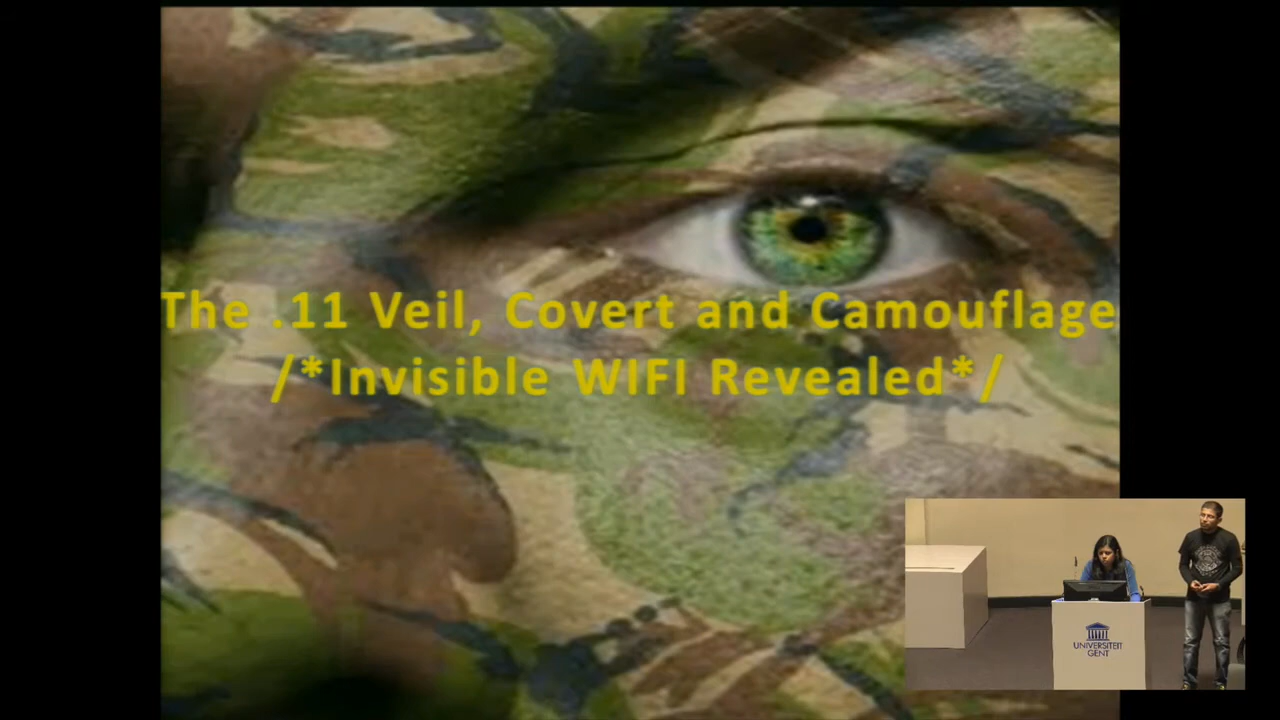 The .11 Veil, Covert and Camouflage
/*Invisible WIFI Revealed*/
UNIVERSITEIT
GENT